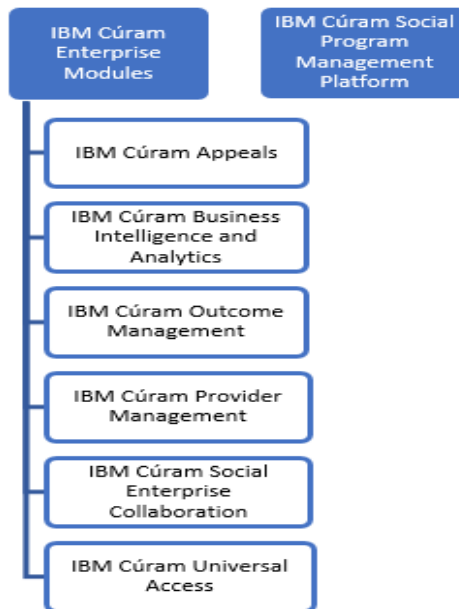 IBM Cúram
Enterprise
Modules
IBM Cúram Social
Program
Management
Platform
IBM Cúram Appeals
IBM Cúram Business
Intelligence and
Analytics
IBM Cúram Outcome
Management
IBM Cúram Provider
Management
IBM Cúram Social
Enterprise
Collaboration
IBM Cúram Universal
Access